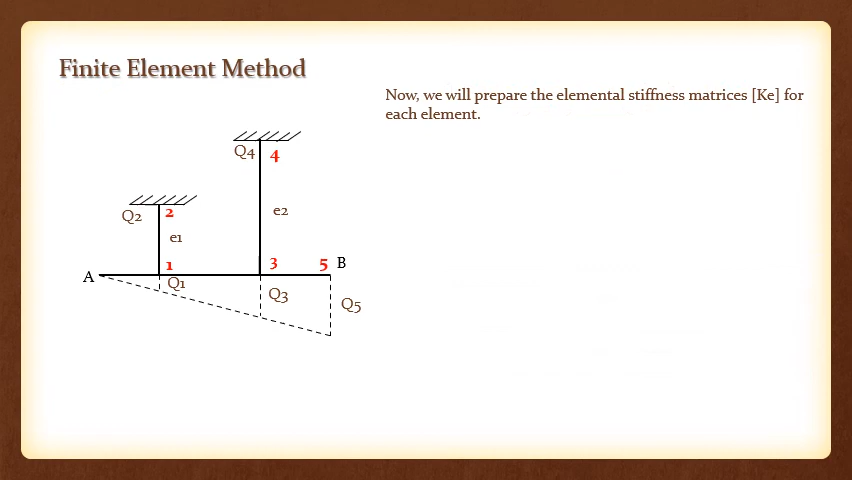 Finite Element Method
Now, we will prepare the elemental stiffness matrices [Ke] for
each element.
Q4 4
Q2 2
e2
e1
1 3 5 B
A
Q1
Q3
Q5